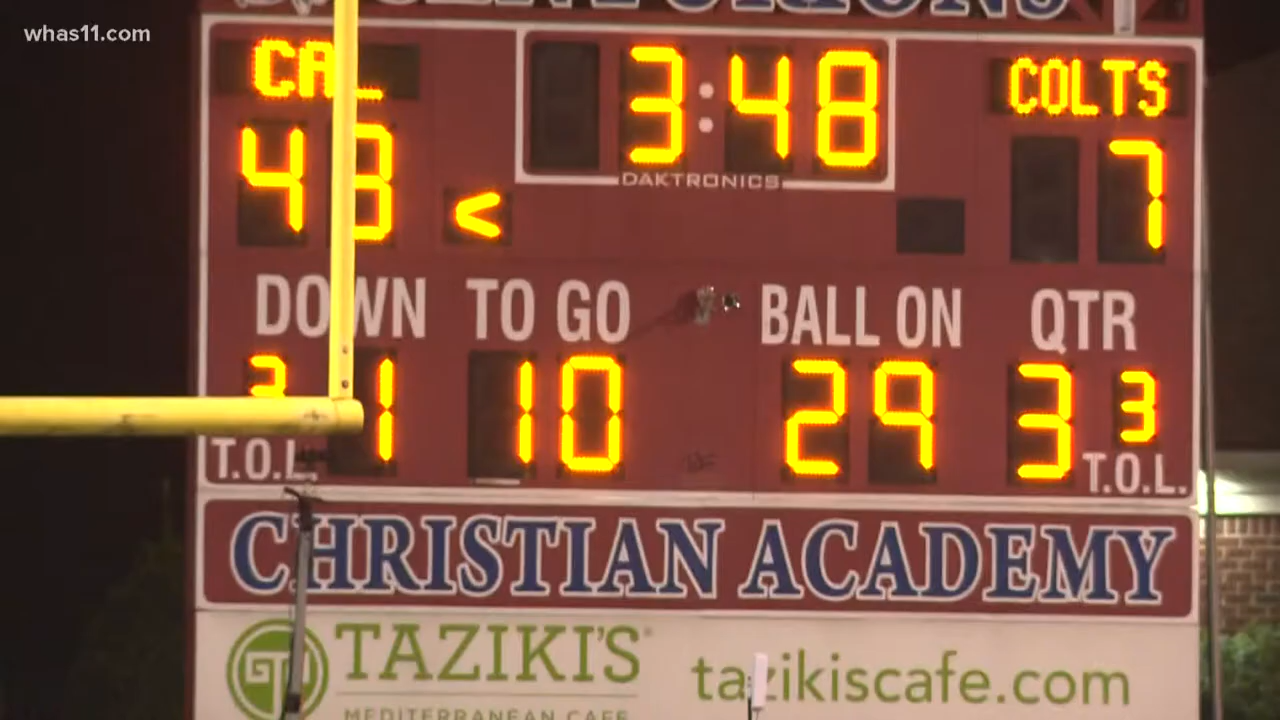 whas11.com
CENTURIONS
CAL 3:48 COLTS
DAKTRONICS
43 < 7
DOWN TO GO BALL ON QTR
3 1 10 29 3 3
T.O.L. T.O.L.
CHRISTIAN ACADEMY
TAZIKI'S
MEDITERRANEAN CAFE
tazikiscafe.com